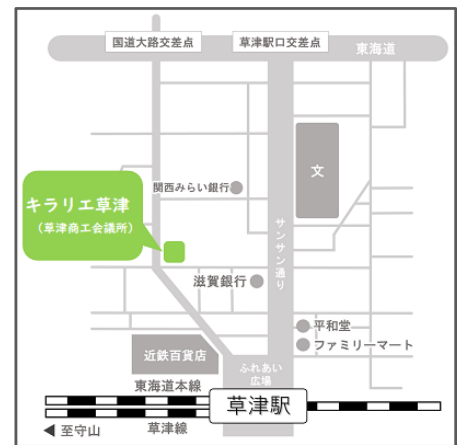 国道大路交差点
草津駅口交差点
東海道
文
関西みらい銀行
キラリエ草津
（草津商工会議所）
サンサン通り
滋賀銀行
平和堂
ファミリーマート
近鉄百貨店
ふれあい
広場
東海道本線
草津駅
草津線
◀ 至守山